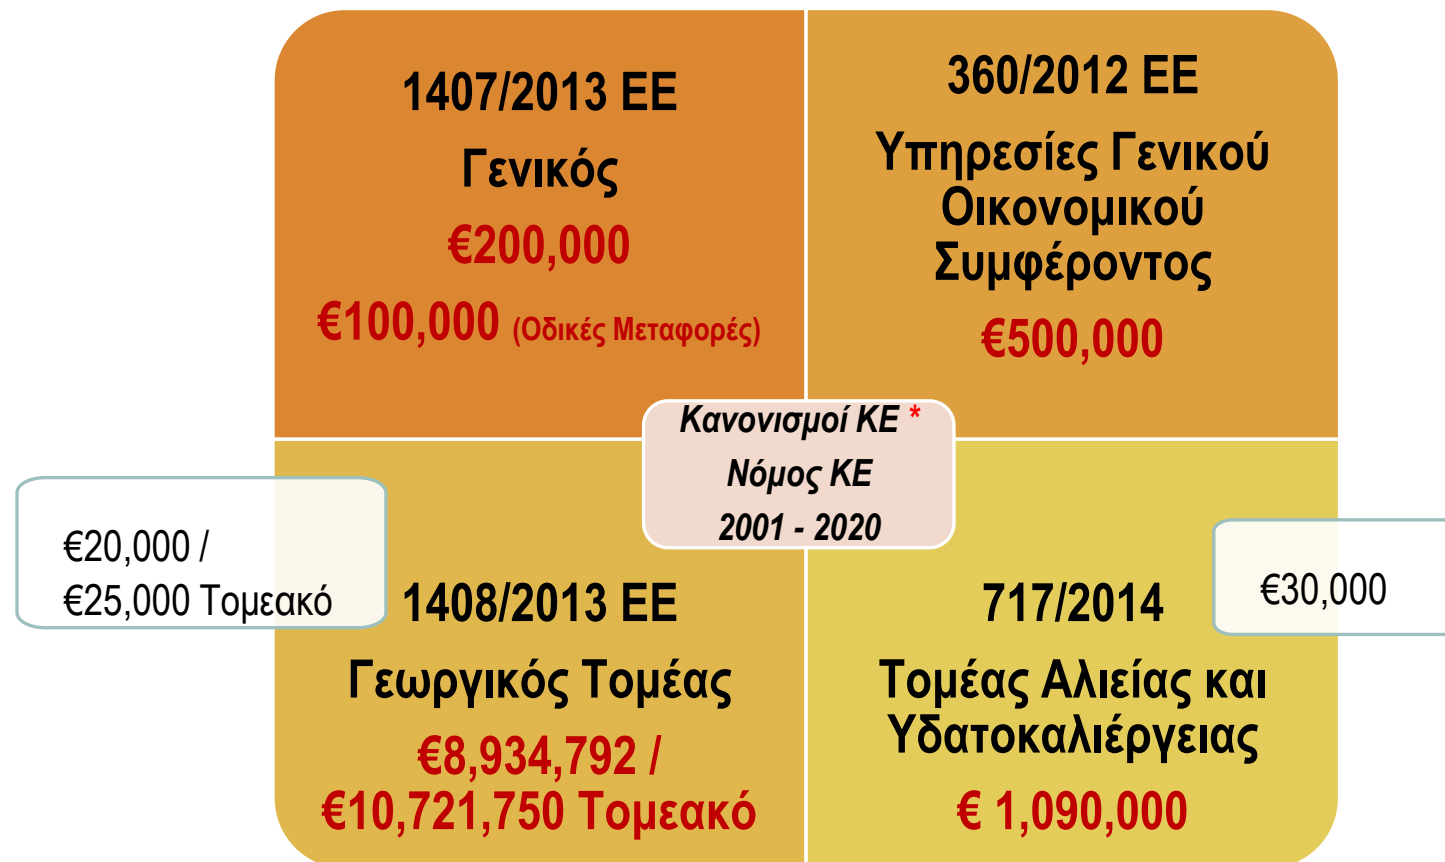 1407/2013 ΕΕ
Γενικός
€200,000
€100,000 (Οδικές Μεταφορές)
360/2012 ΕΕ
Υπηρεσίες Γενικού
Οικονομικού
Συμφέροντος
€500,000
Κανονισμοί ΚΕ *
Νόμος ΚΕ
2001 - 2020
€20,000 /
€25,000 Τομεακό
1408/2013 ΕΕ
Γεωργικός Τομέας
€8,934,792 /
€10,721,750 Τομεακό
717/2014
Τομέας Αλιείας και
Υδατοκαλιέργειας
€ 1,090,000
€30,000